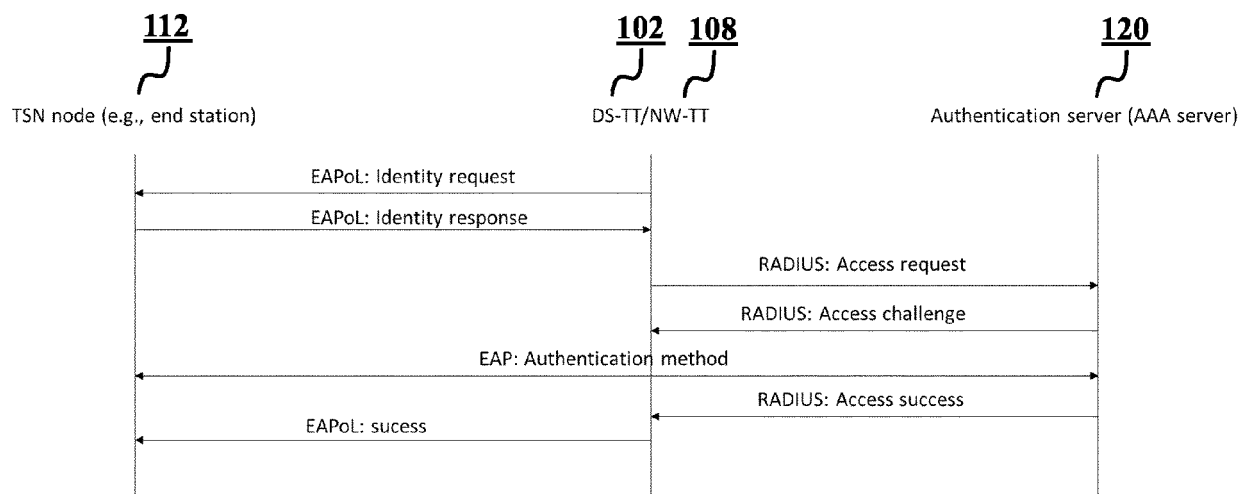 112 102 108 120
TSN node (e.g., end station) DS-TT/NW-TT Authentication server (AAA server)
EAPoL: Identity request
EAPoL: Identity response
RADIUS: Access request
RADIUS: Access challenge
EAP: Authentication method
RADIUS: Access success
EAPoL: sucess